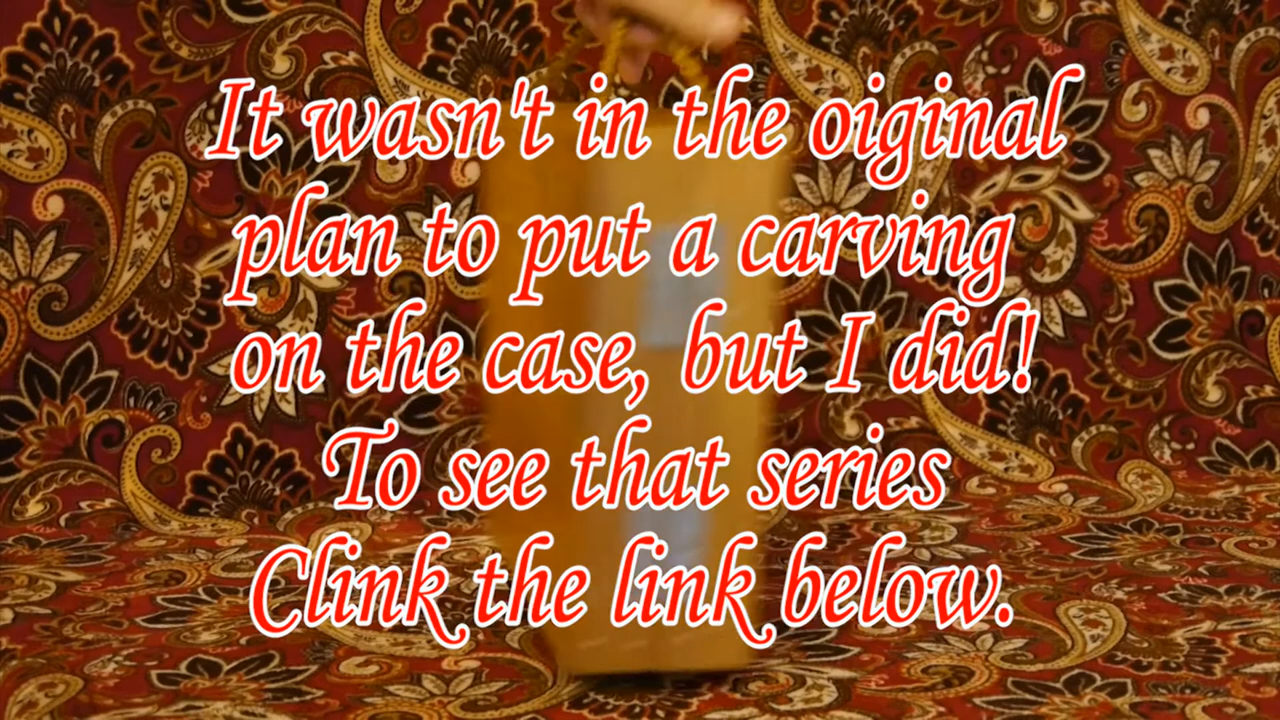 It wasn't in the oiginal
plan to put a carving
on the case, but I did!
To see that series
Clink the link below.